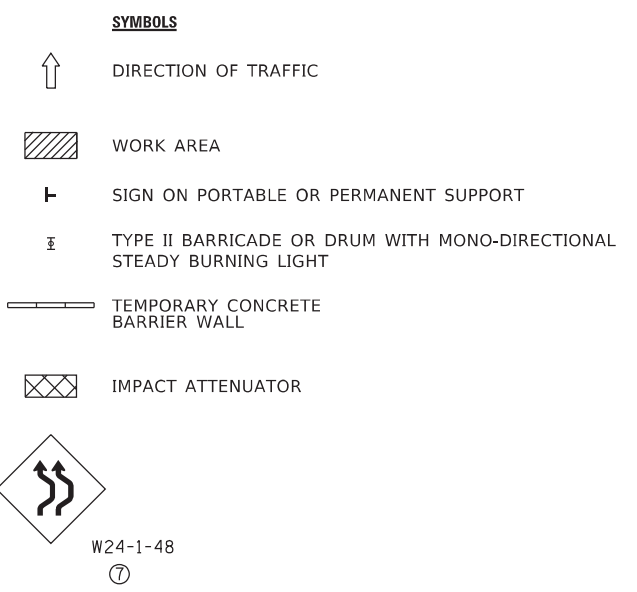 SYMBOLS
DIRECTION OF TRAFFIC
WORK AREA
SIGN ON PORTABLE OR PERMANENT SUPPORT
TYPE II BARRICADE OR DRUM WITH MONO-DIRECTIONAL
STEADY BURNING LIGHT
TEMPORARY CONCRETE
BARRIER WALL
IMPACT ATTENUATOR
W24-1-48
7